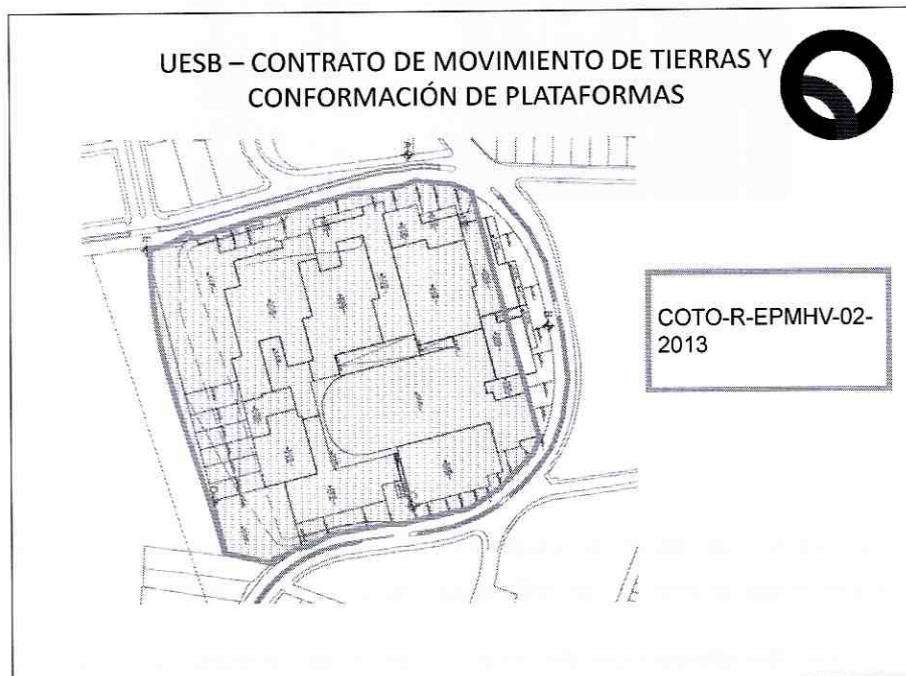 UESB – CONTRATO DE MOVIMIENTO DE TIERRAS Y
CONFORMACIÓN DE PLATAFORMAS
COTO-R-EPMHV-02-
2013